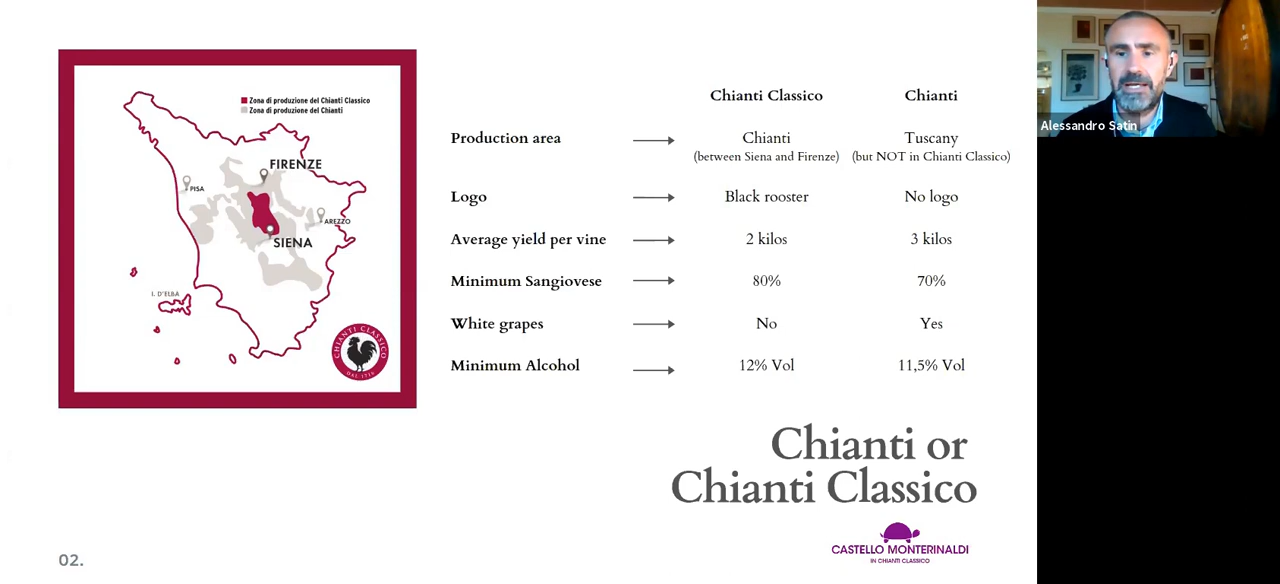 Zona di produzione del Chianti Classico
Zona di produzione del Chianti
FIRENZE
PISA
AREZZO
SIENA
I. D'ELBA
CHIANTI CLASSICO
DAL 1716
Chianti Classico Chianti
Production area Chianti Tuscany
(between Siena and Firenze) (but NOT in Chianti Classico)
Logo Black rooster No logo
Average yield per vine 2 kilos 3 kilos
Minimum Sangiovese 80% 70%
White grapes No Yes
Minimum Alcohol 12% Vol 11,5% Vol
Chianti or
Chianti Classico
CASTELLO MONTERINALDI
IN CHIANTI CLASSICO
02.
Alessandro Satin